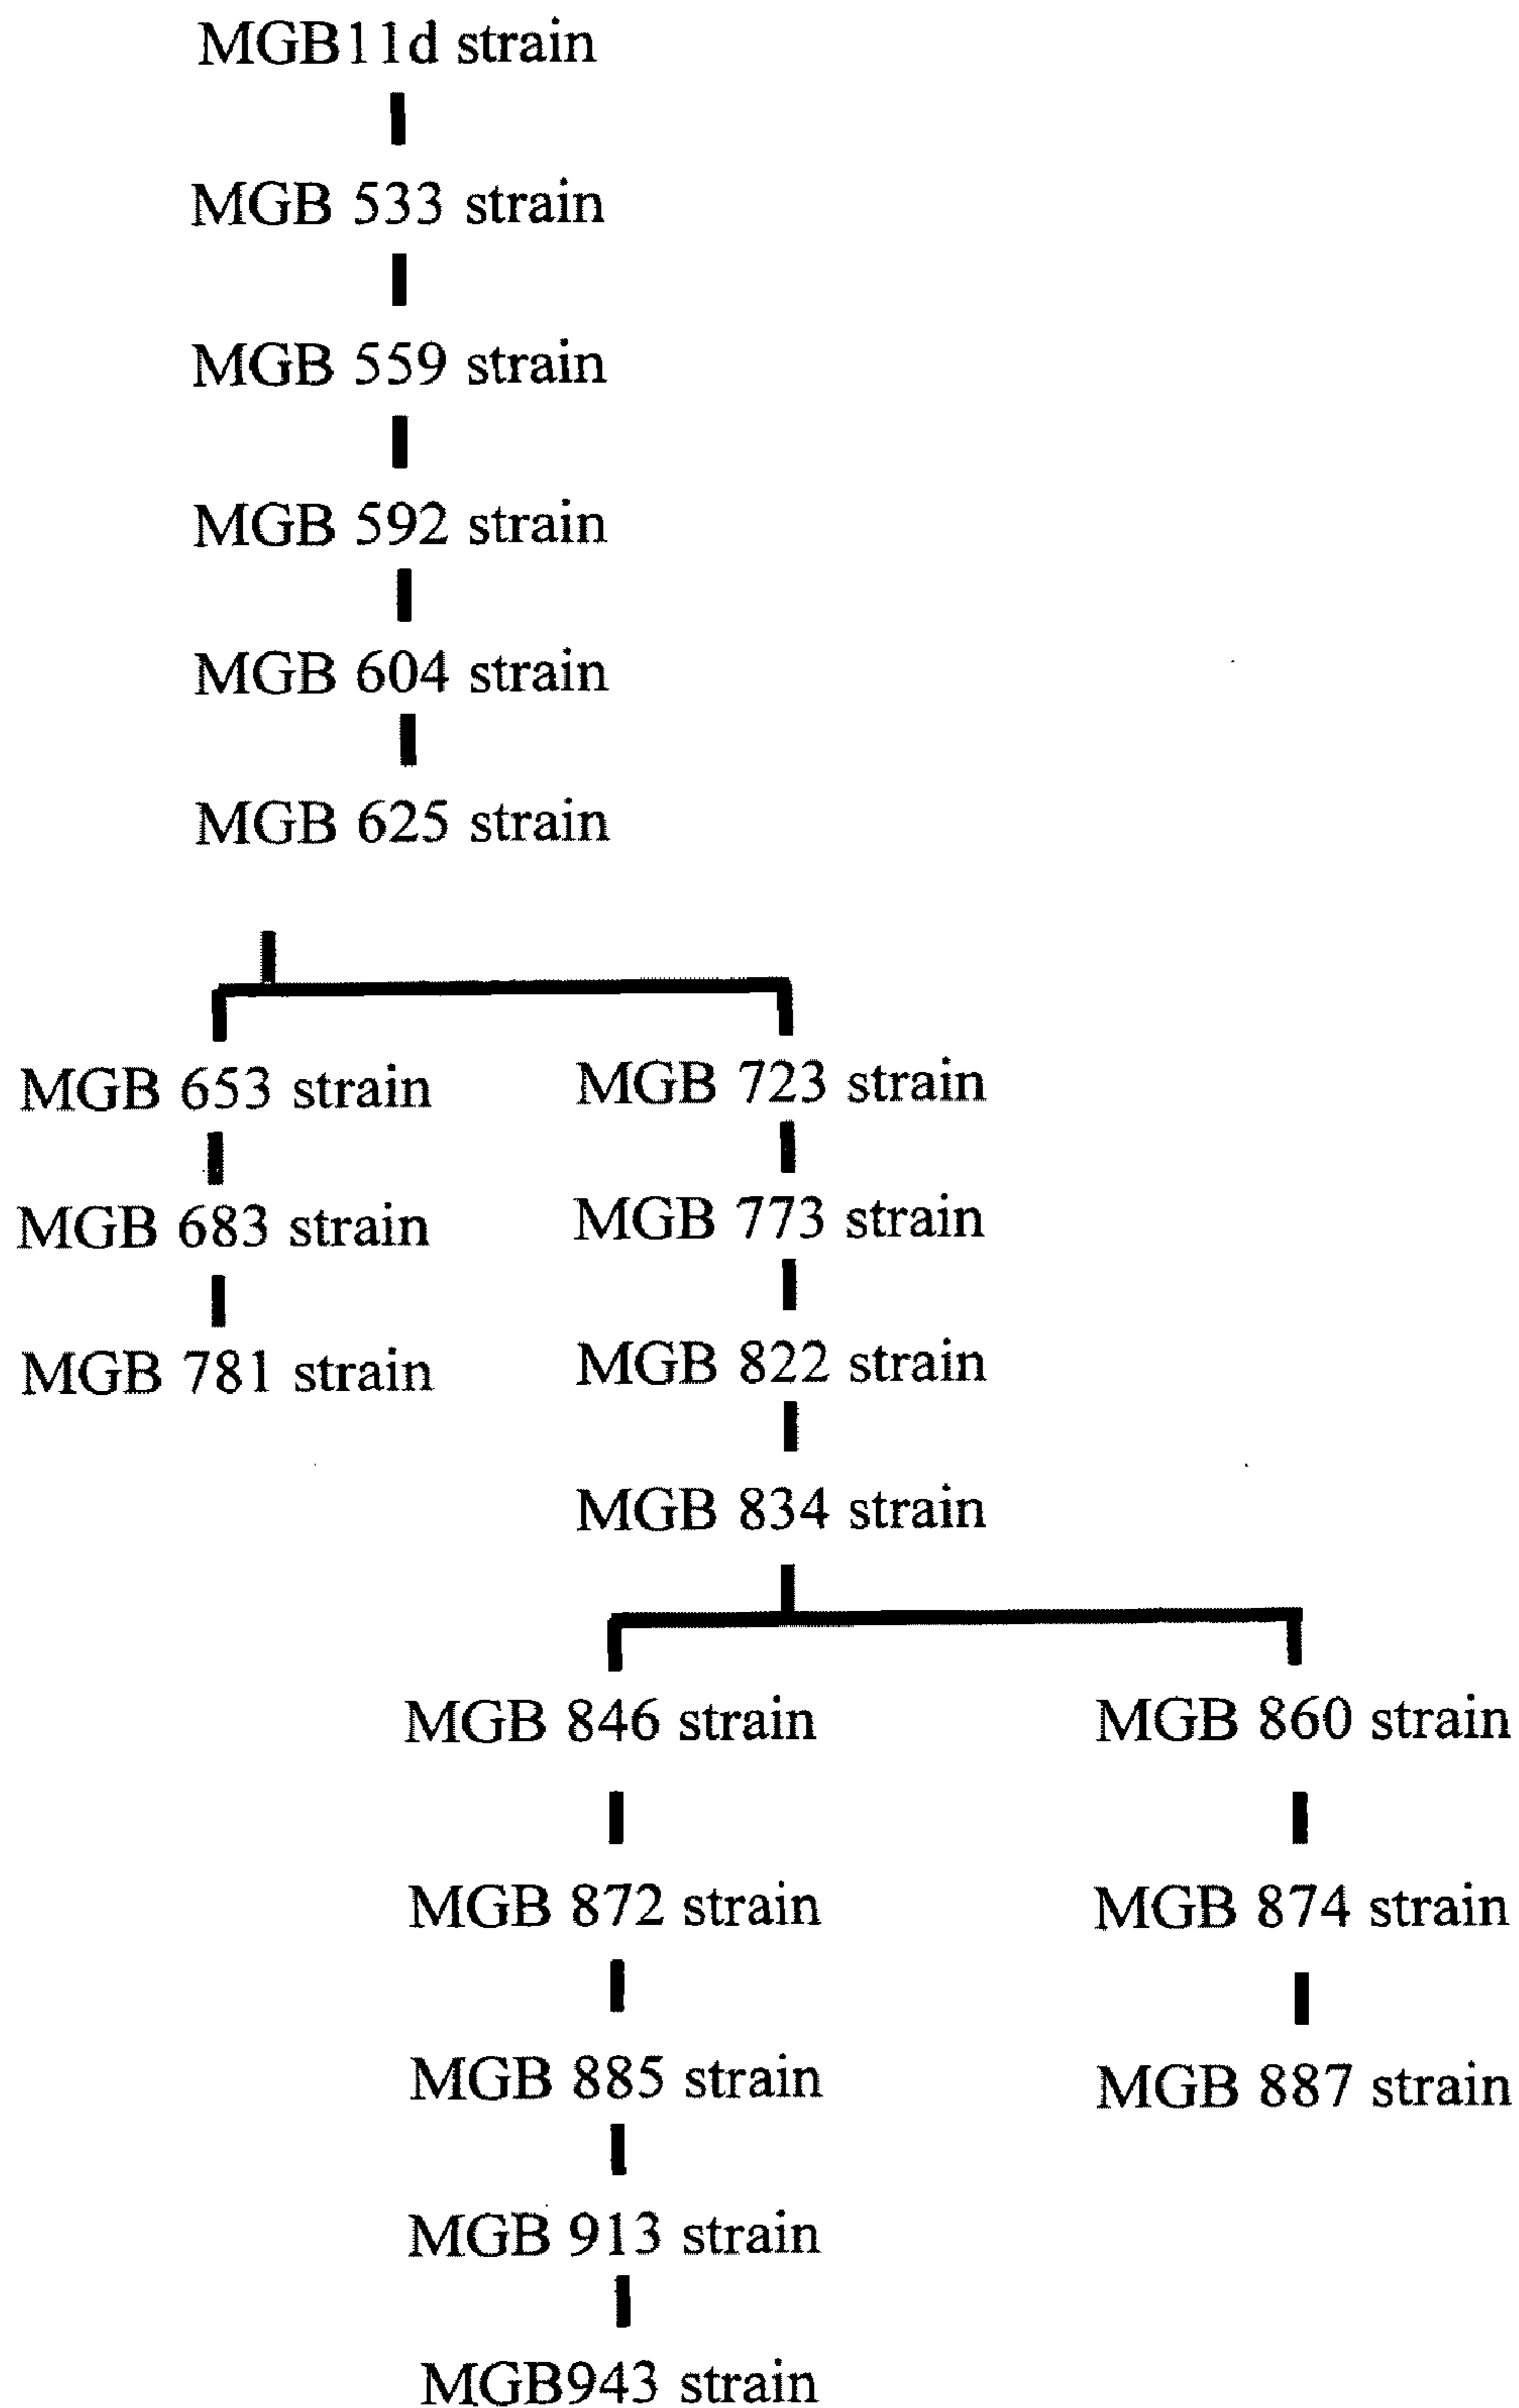 MGB11d strain
MGB 533 strain
MGB 559 strain
MGB 592 strain
MGB 604 strain
MGB 625 strain
MGB 653 strain
MGB 723 strain
MGB 683 strain
MGB 773 strain
MGB 781 strain
MGB 822 strain
MGB 834 strain
MGB 846 strain
MGB 860 strain
MGB 872 strain
MGB 874 strain
MGB 885 strain
MGB 887 strain
MGB 913 strain
MGB943 strain